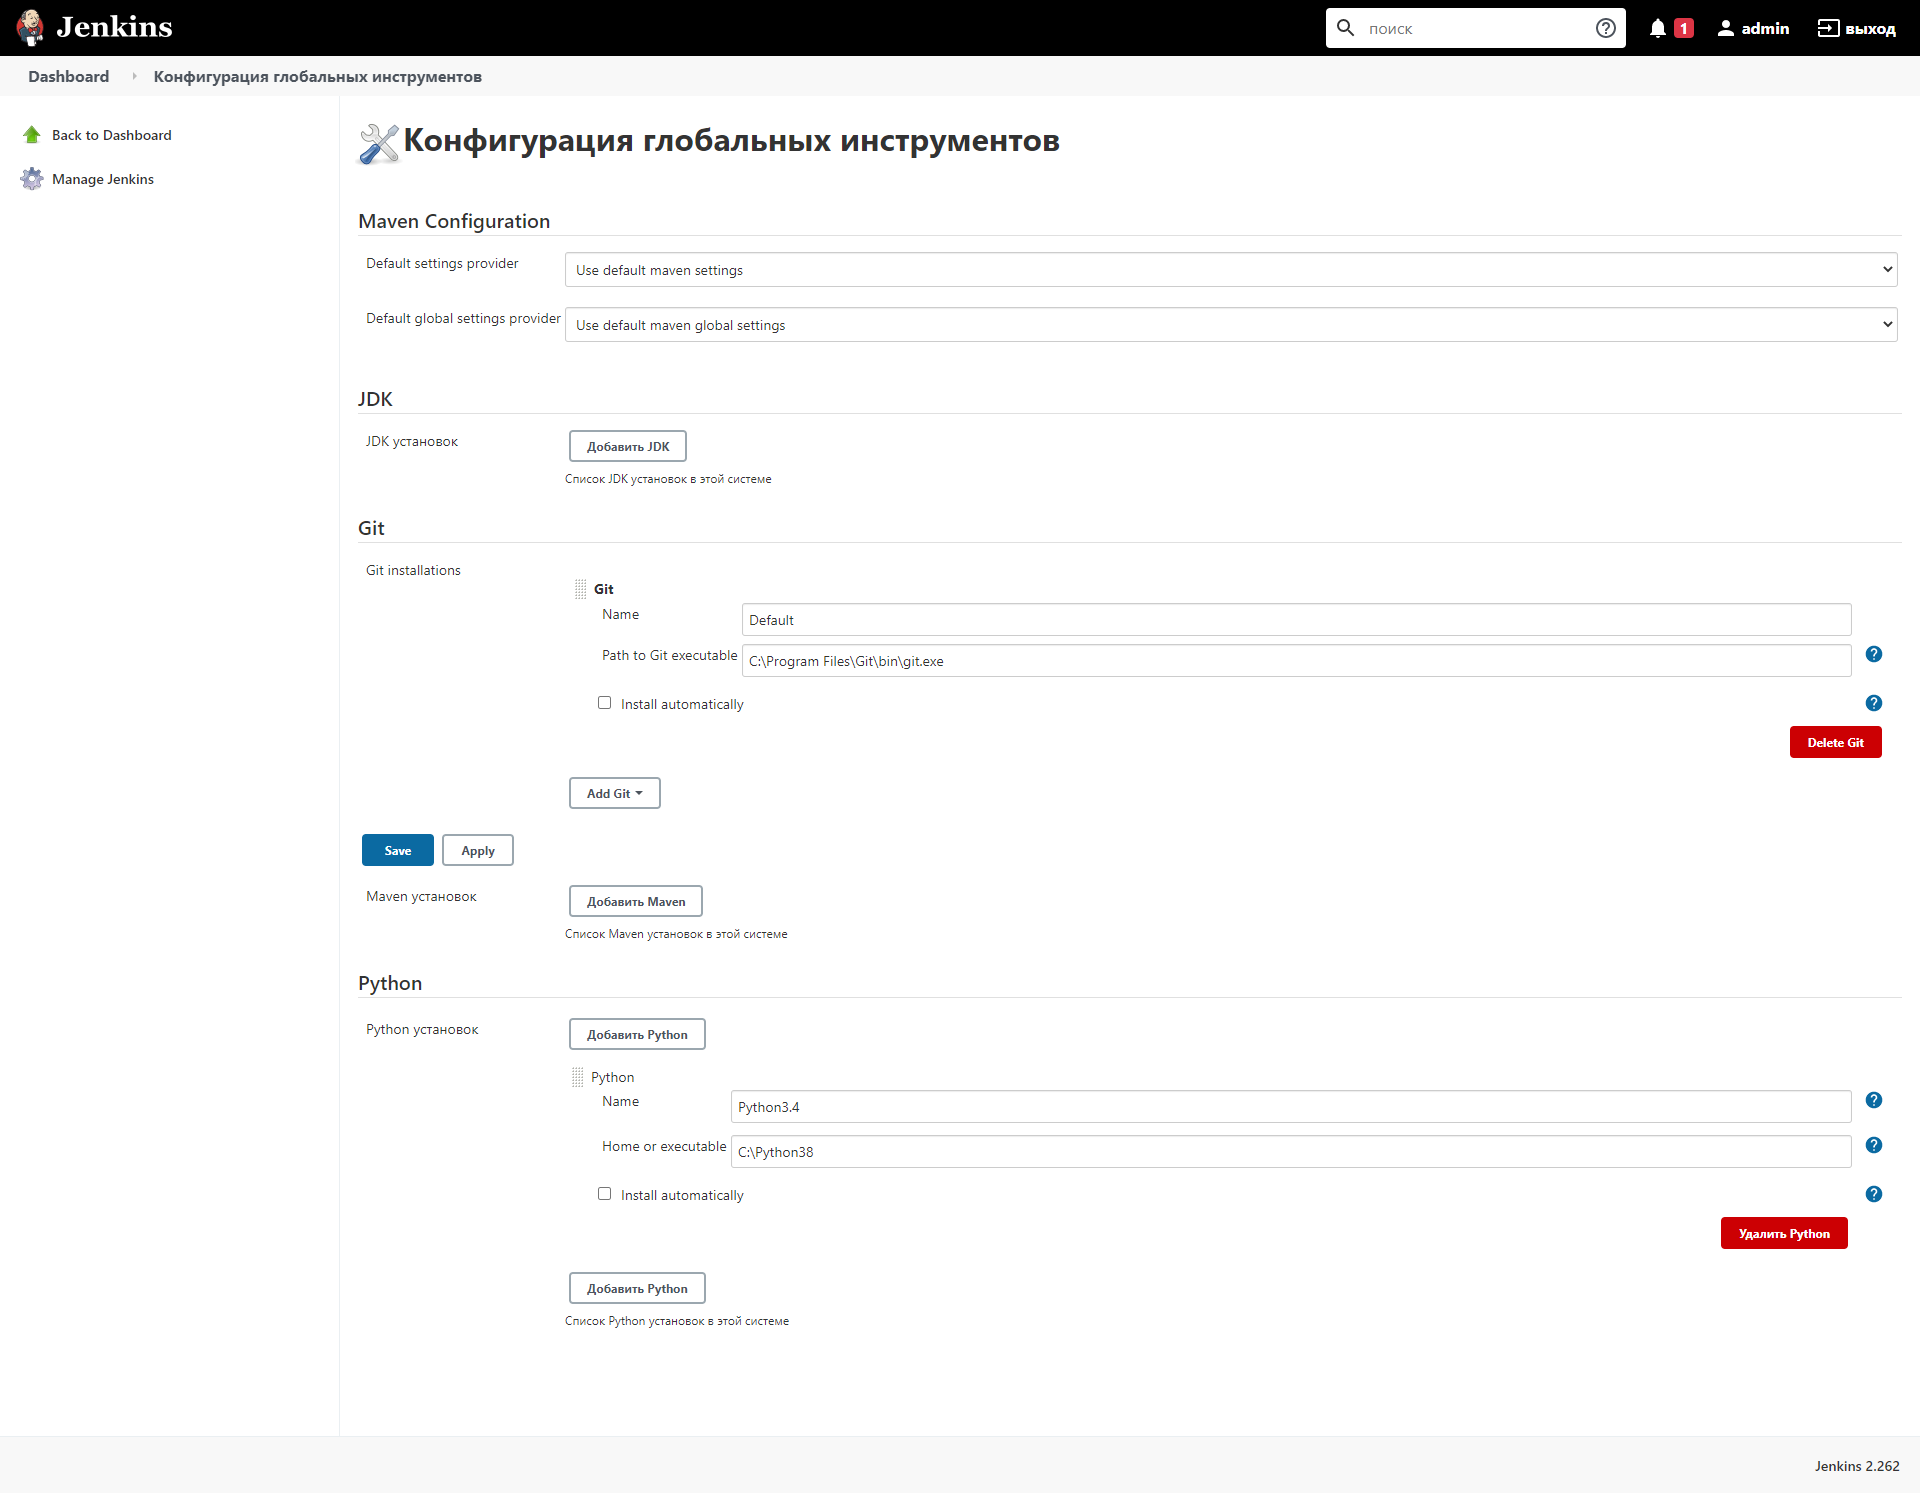 Jenkins
поиск
1
admin
выход
Dashboard
Конфигурация глобальных инструментов
Back to Dashboard
Manage Jenkins
Конфигурация глобальных инструментов
Maven Configuration
Default settings provider
Use default maven settings
Default global settings provider
Use default maven global settings
JDK
JDK установок
Добавить JDK
Список JDK установок в этой системе
Git
Git installations
Git
Name
Default
Path to Git executable
C:\Program Files\Git\bin\git.exe
?
Install automatically
?
Delete Git
Add Git
Save
Apply
Maven установок
Добавить Maven
Список Maven установок в этой системе
Python
Python установок
Добавить Python
Python
Name
Python3.4
?
Home or executable
C:\Python38
?
Install automatically
?
Удалить Python
Добавить Python
Список Python установок в этой системе
Jenkins 2.262